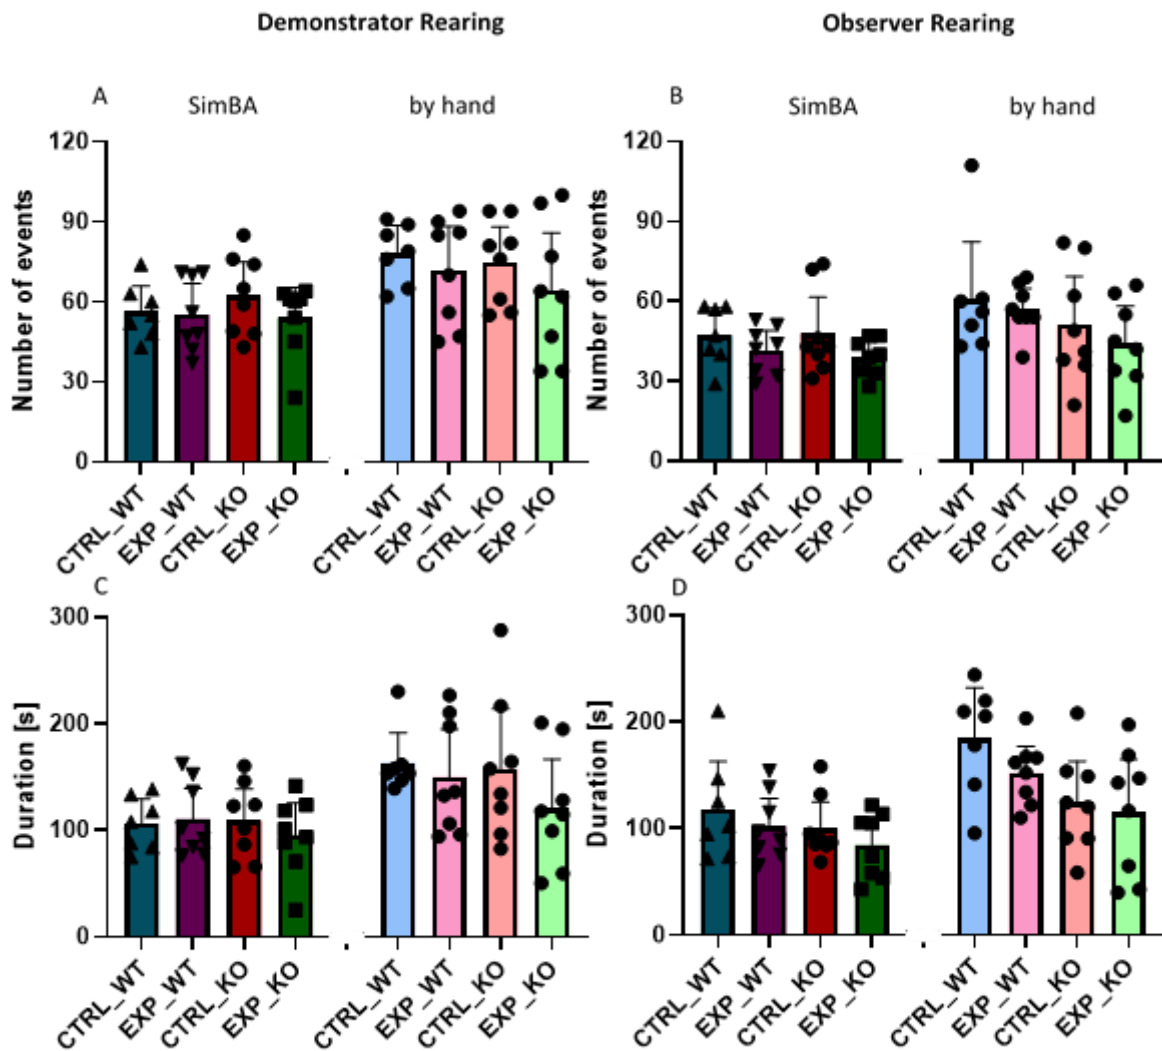 Demonstrator Rearing
Observer Rearing
A
SimBA
by hand
B
SimBA
by hand
Number of events
120
90
60
30
0
CTRL_WT
EXP_WT
CTRL_KO
EXP_KO
CTRL_WT
EXP_WT
CTRL_KO
EXP_KO
Number of events
120
90
60
30
0
CTRL_WT
EXP_WT
CTRL_KO
EXP_KO
CTRL_WT
EXP_WT
CTRL_KO
EXP_KO
C
Duration [s]
300
200
100
0
CTRL_WT
EXP_WT
CTRL_KO
EXP_KO
CTRL_WT
EXP_WT
CTRL_KO
EXP_KO
D
Duration [s]
300
200
100
0
CTRL_WT
EXP_WT
CTRL_KO
EXP_KO
CTRL_WT
EXP_WT
CTRL_KO
EXP_KO